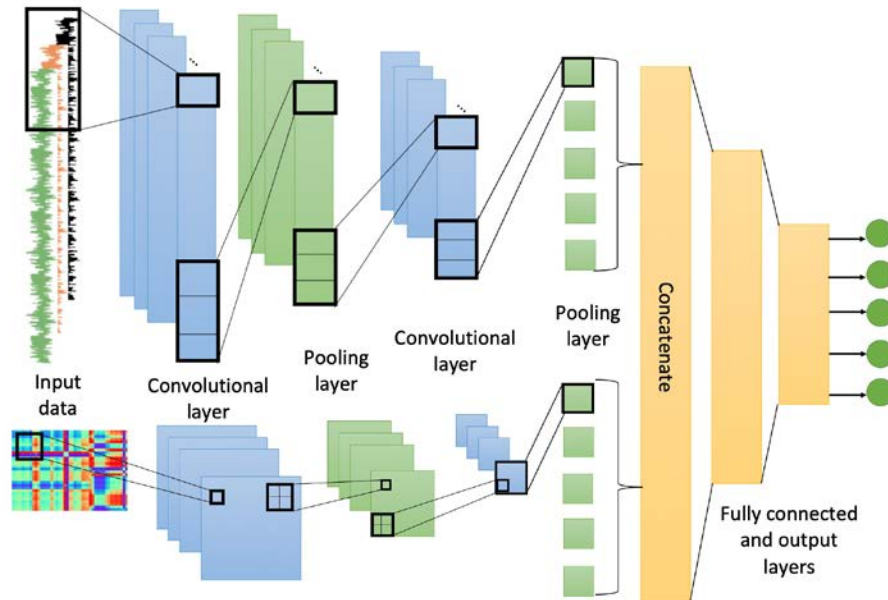 Input
data
Convolutional
layer
Pooling
layer
Convolutional
layer
Pooling
layer
Concatenate
Fully connected
and output
layers